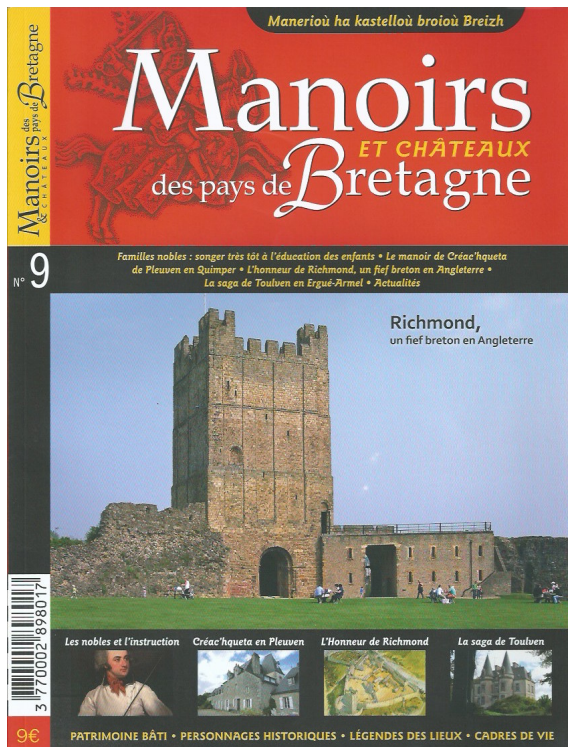 Manerioù ha kastelloù broioù Breizh
Manoirs
ET CHÂTEAUX
des pays de Bretagne
Manoirs des pays de Bretagne
& CHÂTEAUX
N° 9
Familles nobles : songer très tôt à l'éducation des enfants • Le manoir de Créac'hqueta
de Pleuven en Quimper • L'honneur de Richmond, un fief breton en Angleterre •
La saga de Toulven en Ergué-Armel • Actualités
Richmond,
un fief breton en Angleterre
Les nobles et l'instruction
Créac'hqueta en Pleuven
L'Honneur de Richmond
La saga de Toulven
3 770002 898017
9€
PATRIMOINE BÂTI • PERSONNAGES HISTORIQUES • LÉGENDES DES LIEUX • CADRES DE VIE